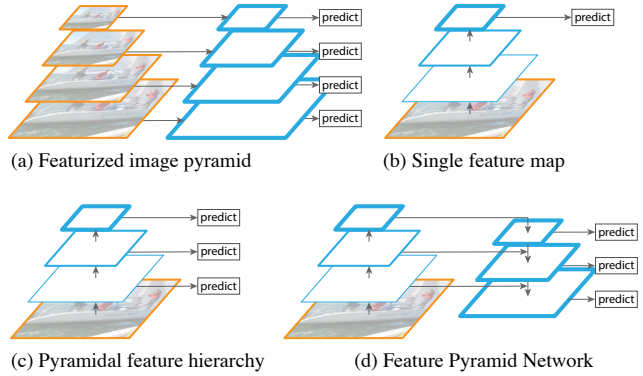 predict
predict
predict
predict
(a) Featurized image pyramid
predict
(b) Single feature map
predict
predict
predict
(c) Pyramidal feature hierarchy
predict
predict
predict
(d) Feature Pyramid Network